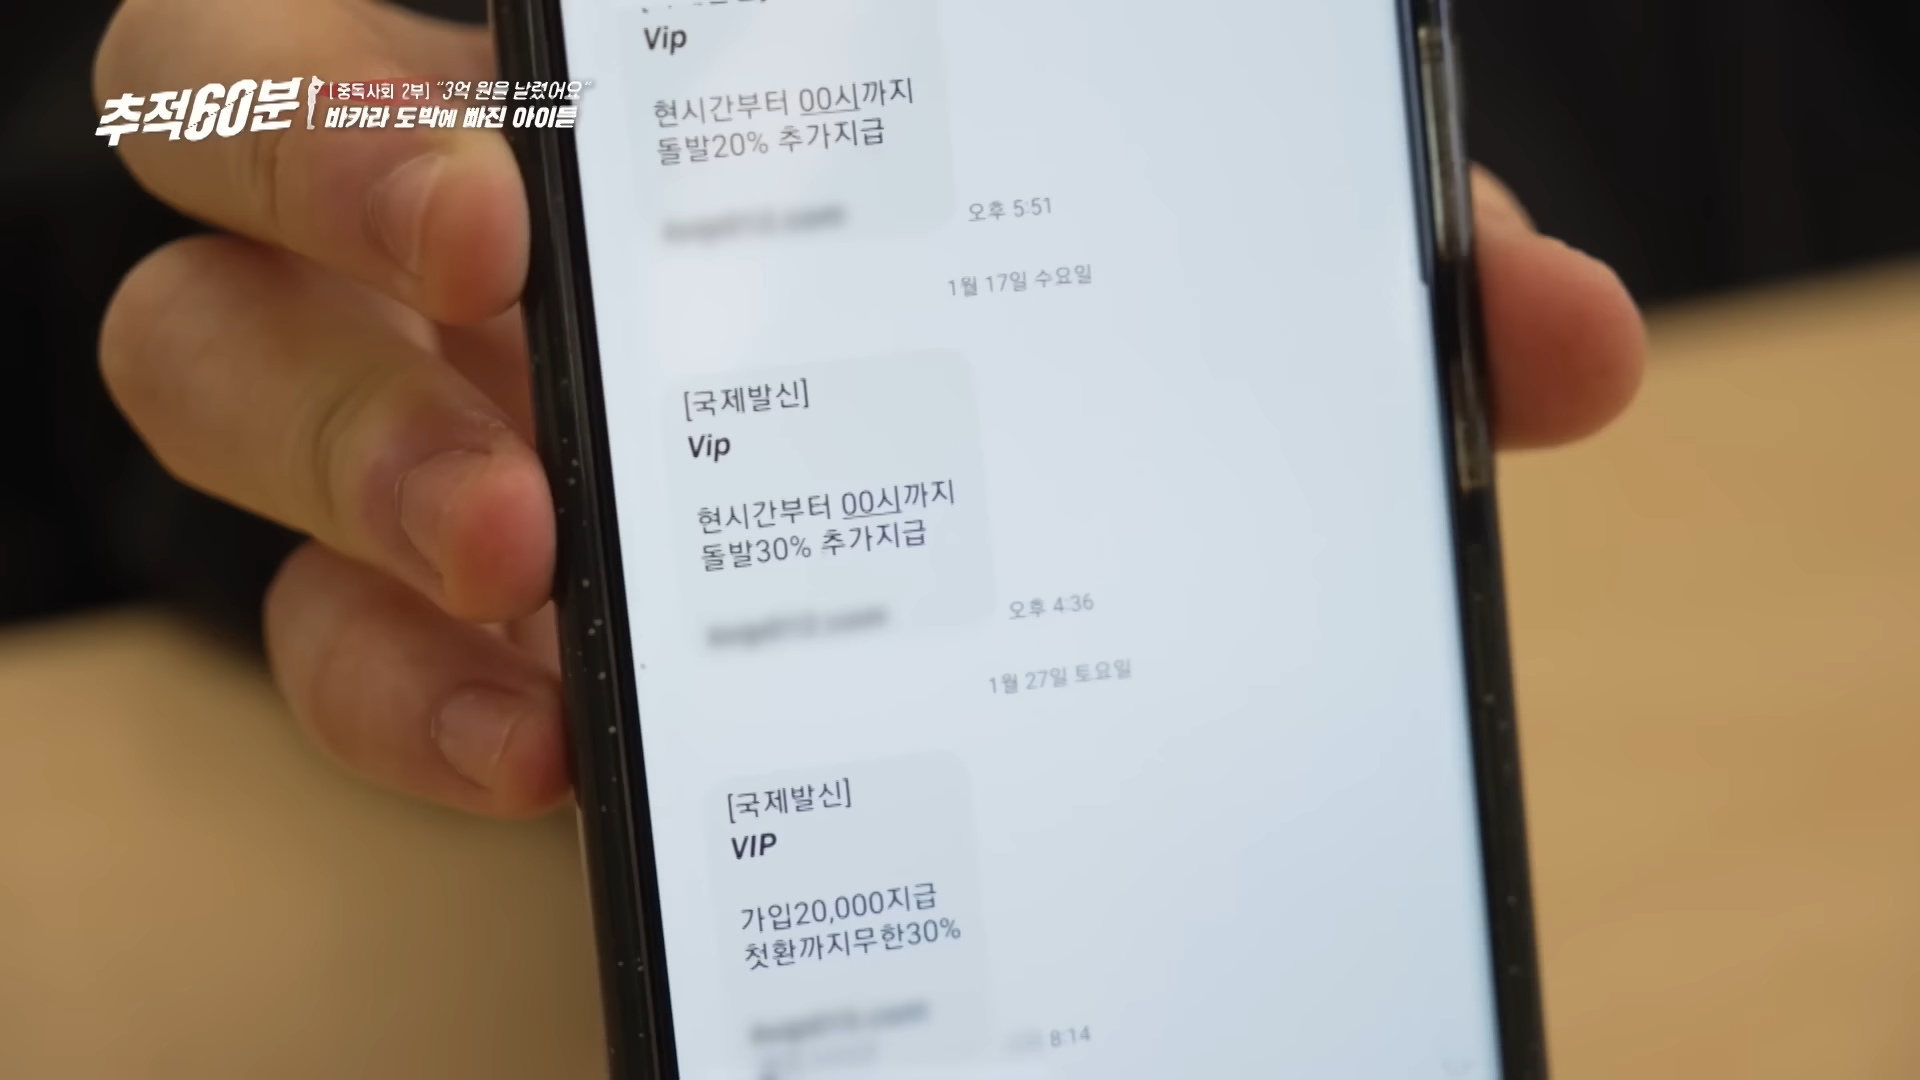 추적60분
[중독사회 2부] “3억 원을 날렸어요”
바카라 도박에 빠진 아이들
Vip
현시간부터 00시까지
돌발20% 추가지급
오후 5:51
1월 17일 수요일
[국제발신]
Vip
현시간부터 00시까지
돌발30% 추가지급
오후 4:36
1월 27일 토요일
[국제발신]
VIP
가입20,000지급
첫환까지무한30%
8:14